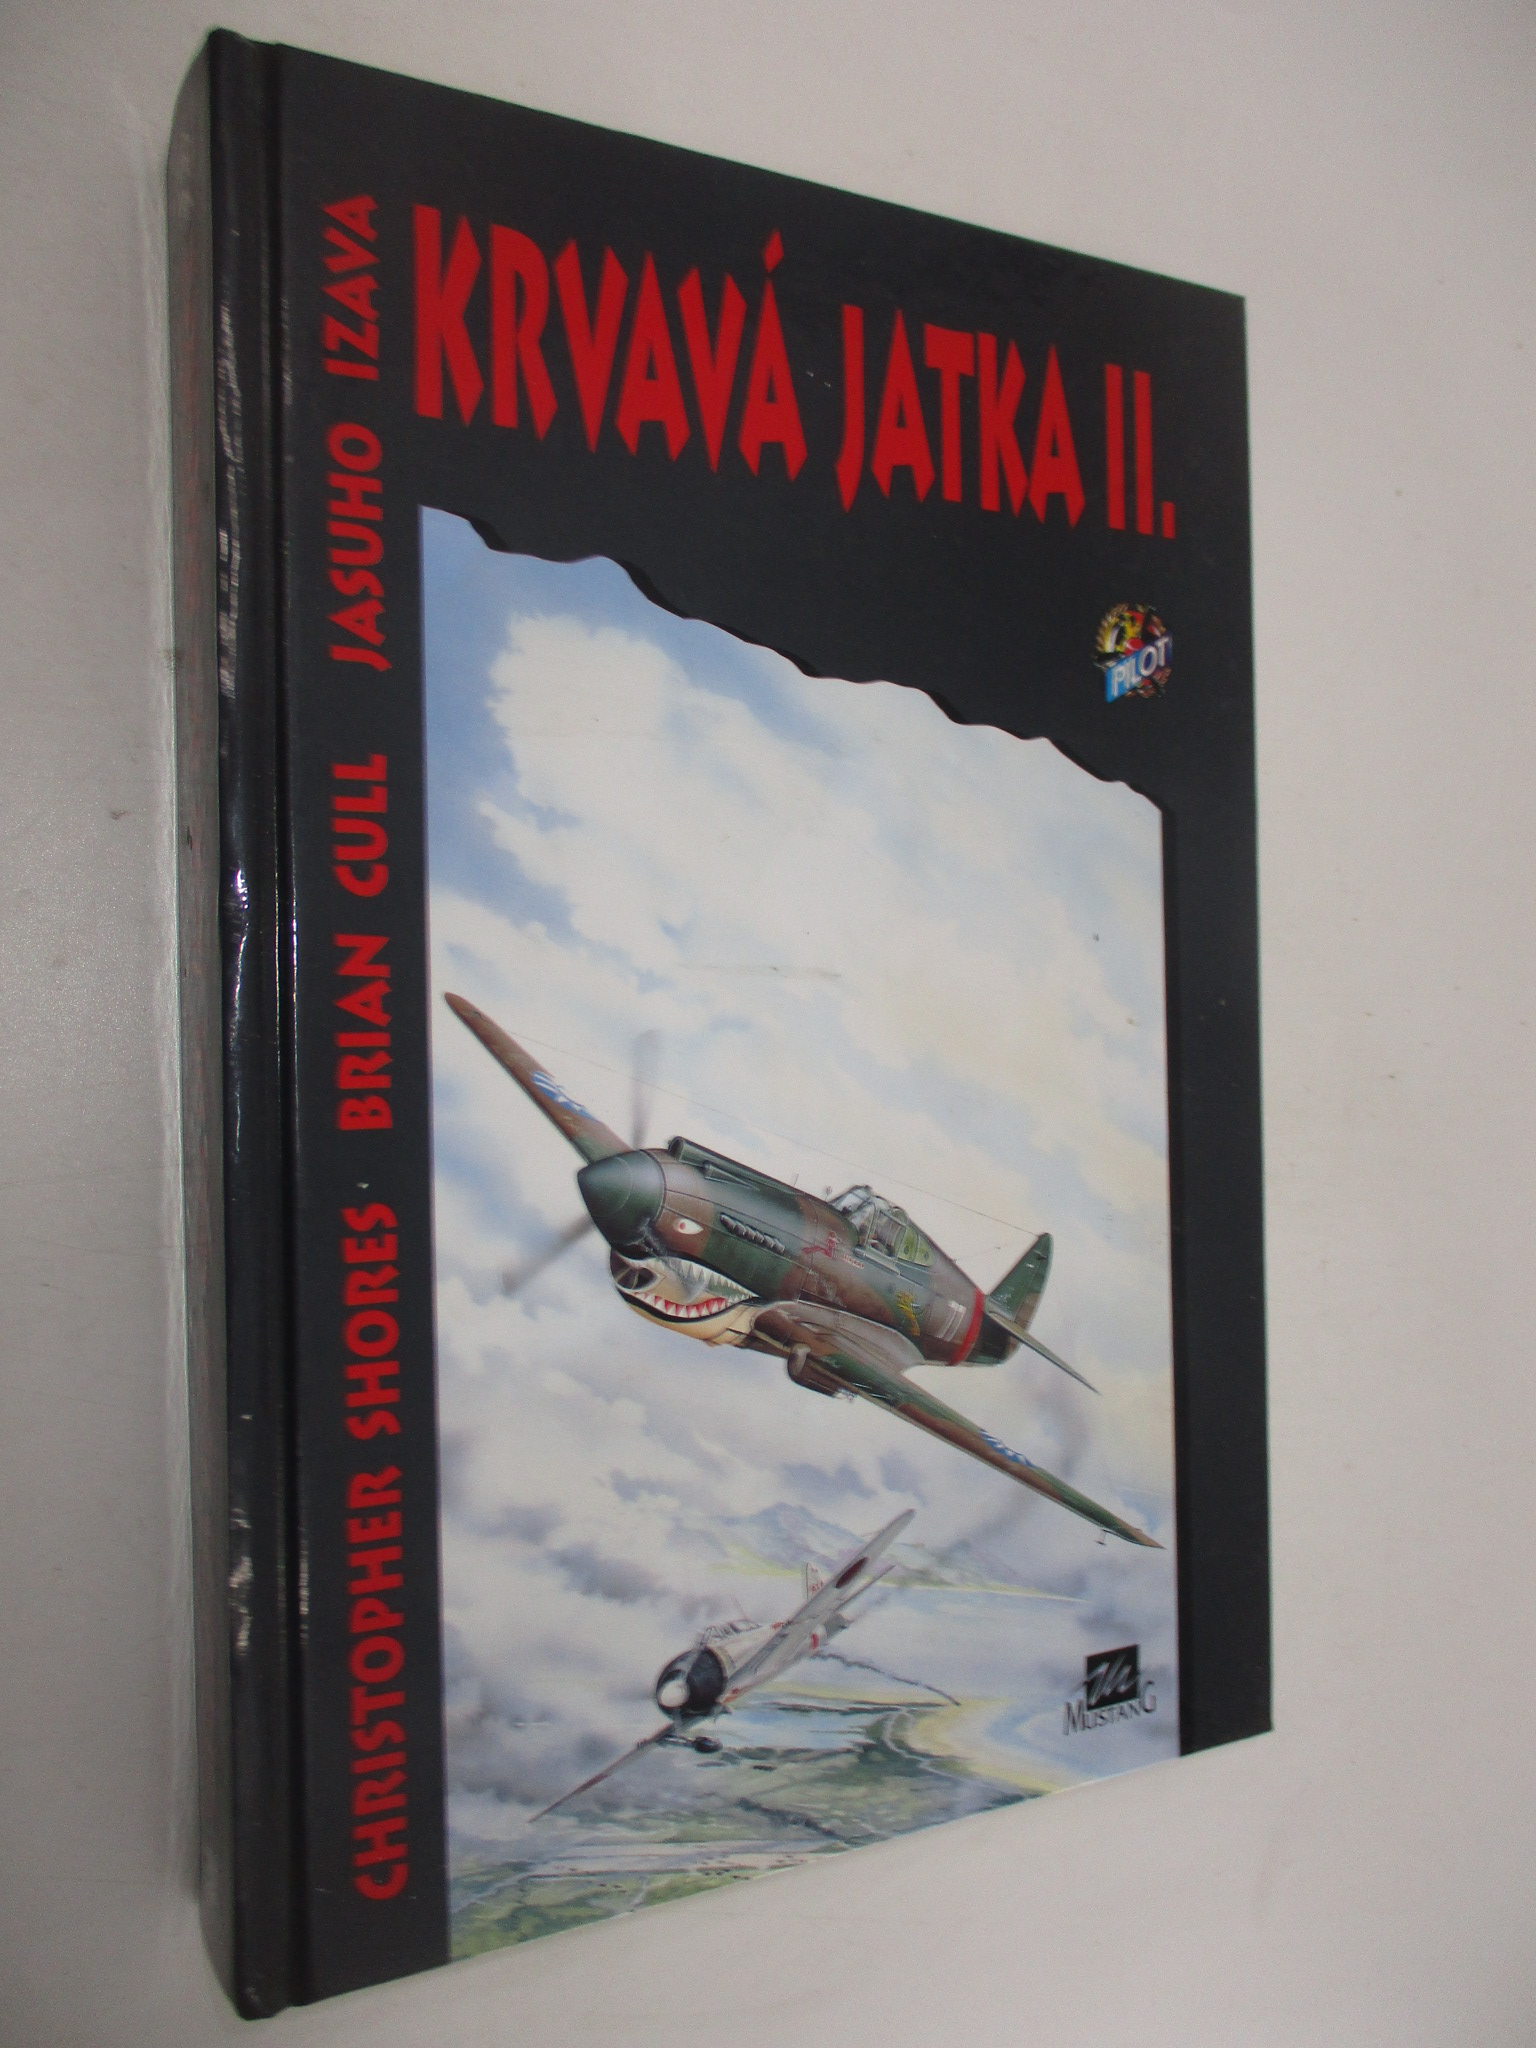 KRVAVÁ JATKA II.
CHRISTOPHER SHORES BRIAN CULL JASUHO IZAVA
PILOT
MUSTANG